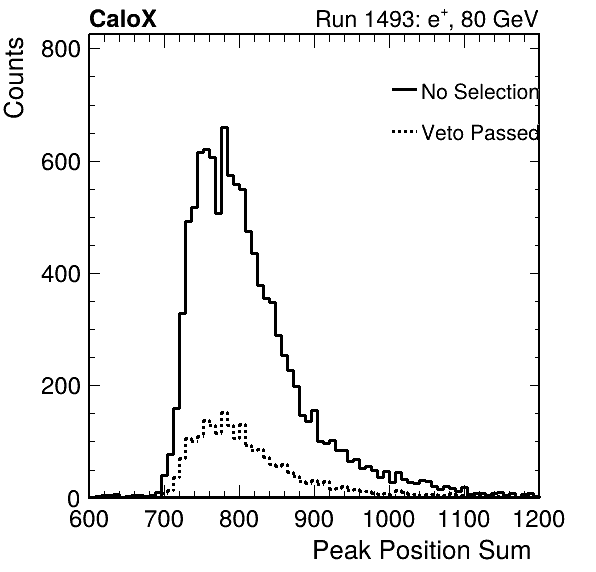 CaloX Run 1493: e+, 80 GeV
Counts
800
600
400
200
0
No Selection
Veto Passed
600 700 800 900 1000 1100 1200
Peak Position Sum